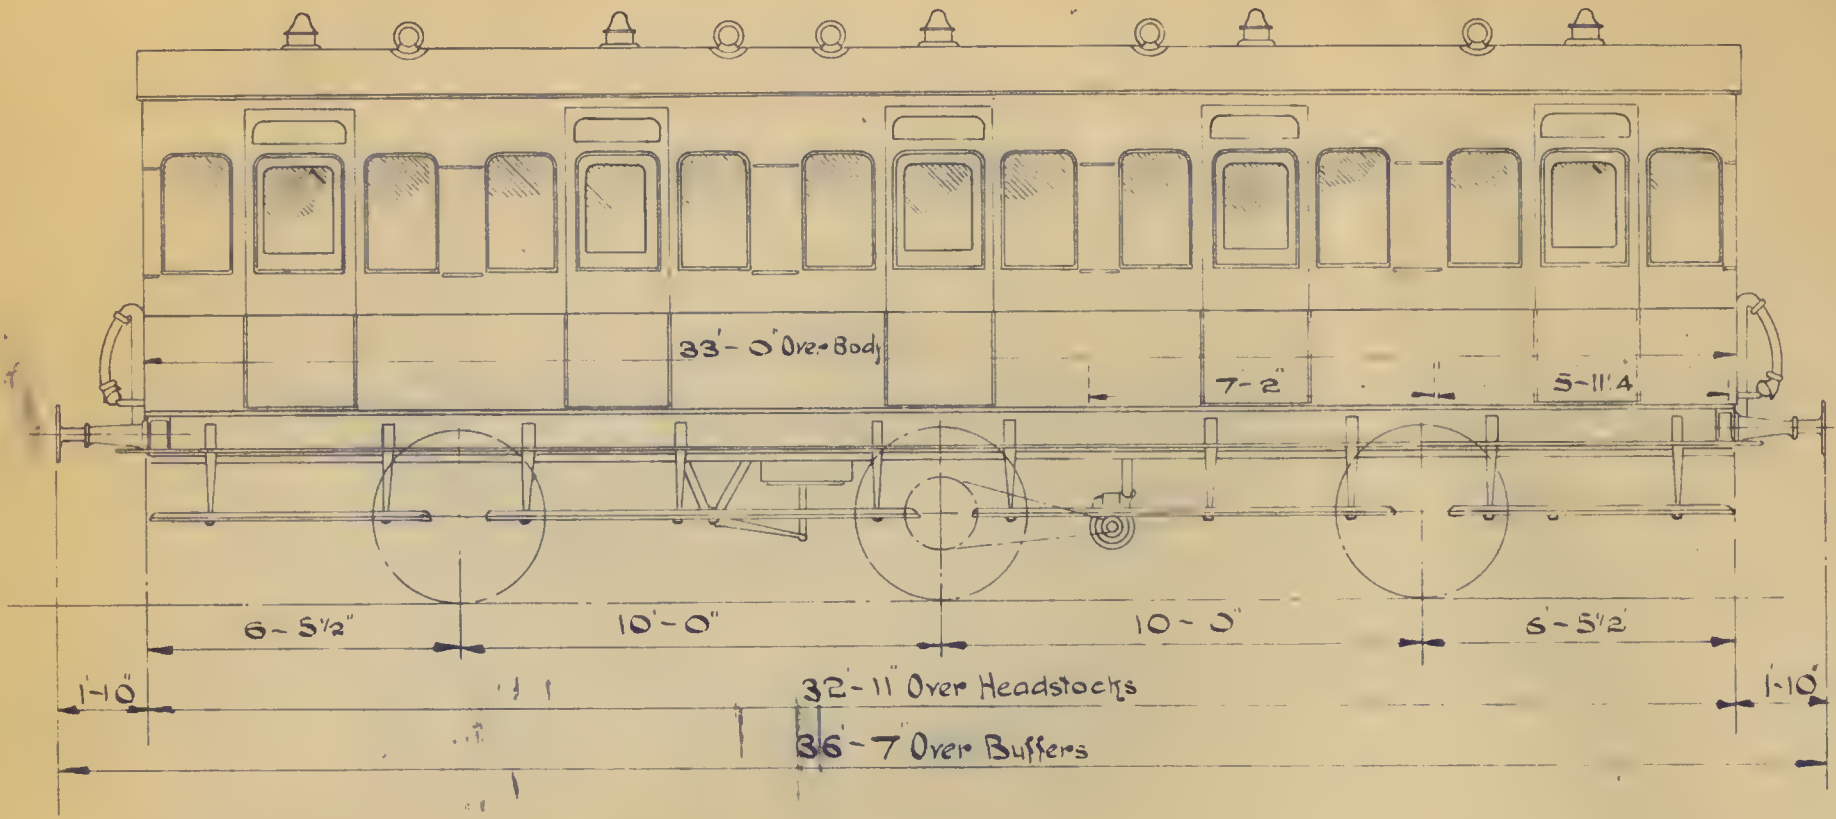 33'-0" Over Body
7'-2"
5-11¼
6-5½"
10'-0"
10-0"
6'-5½'
1'-10"
32'-11" Over Headstocks
1'-10"
36'-7" Over Buffers